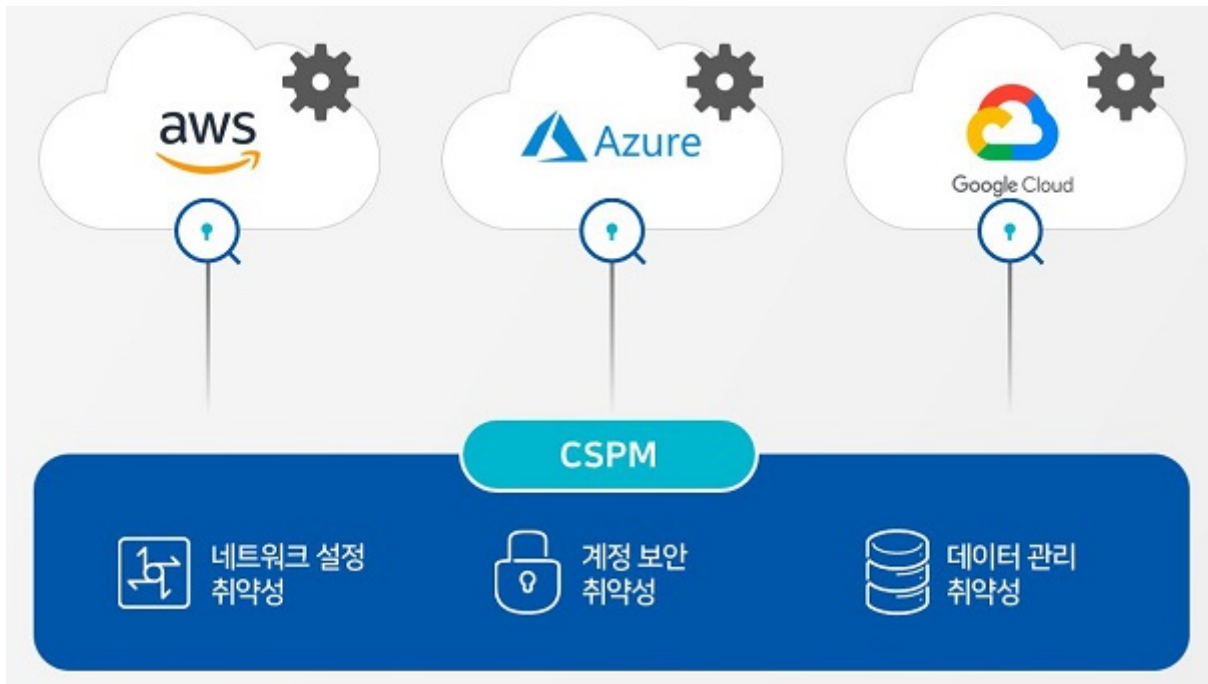 aws
Azure
Google Cloud
CSPM
네트워크 설정
취약성
계정 보안
취약성
데이터 관리
취약성